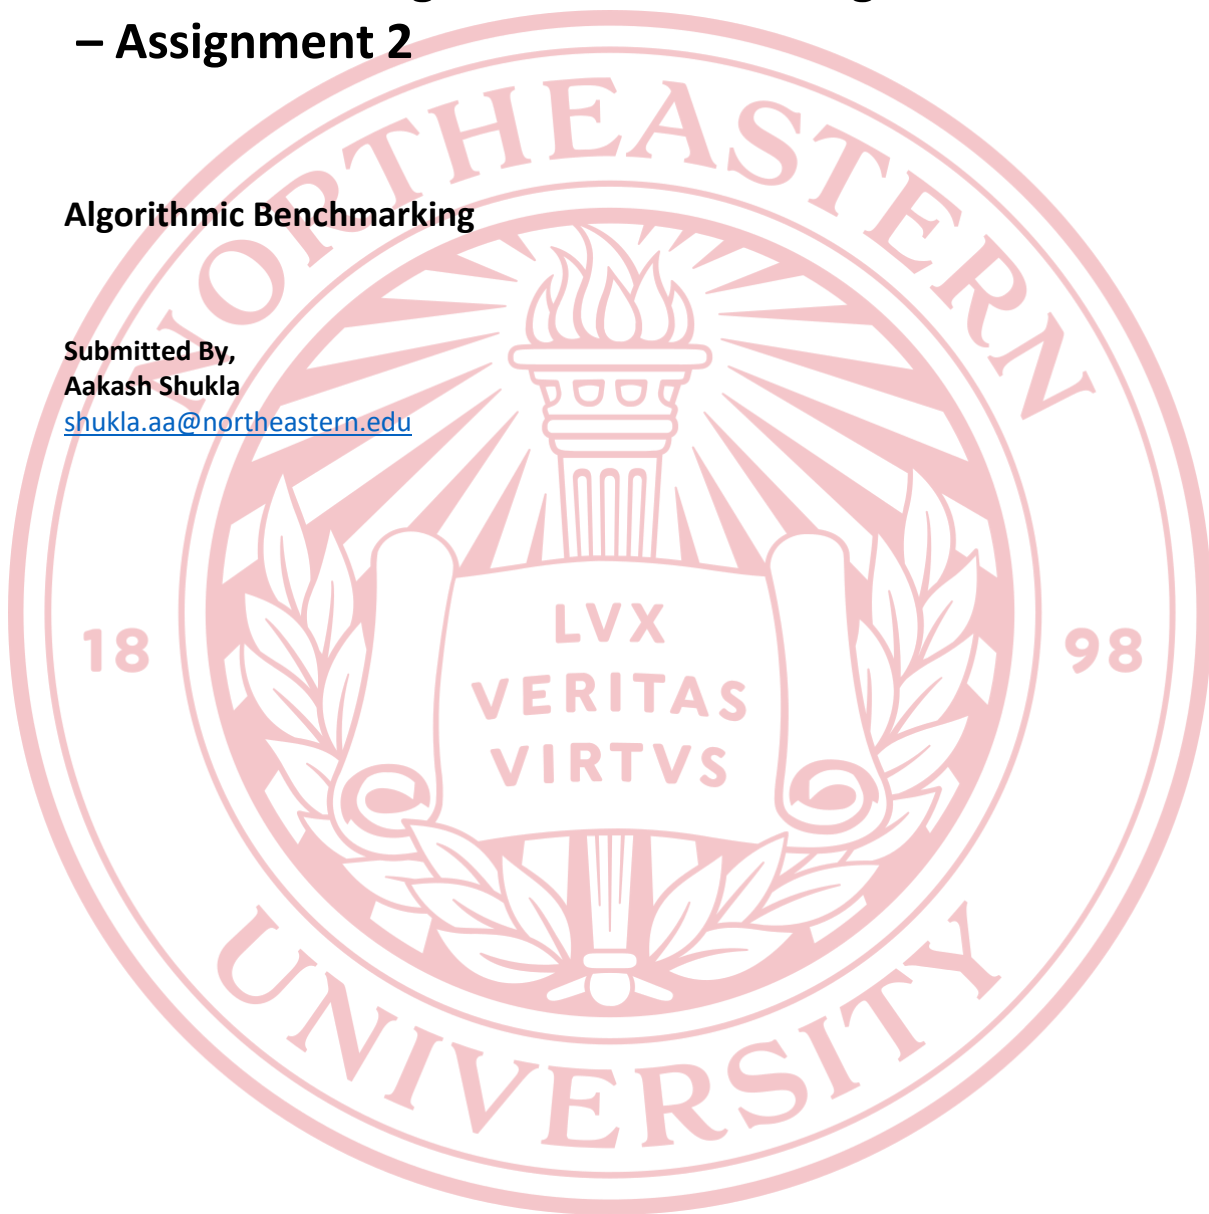 – Assignment 2
Algorithmic Benchmarking
Submitted By,
Aakash Shukla
shukla.aa@northeastern.edu
NORTHEASTERN
18
98
LVX
VERITAS
VIRTVS
UNIVERSITY